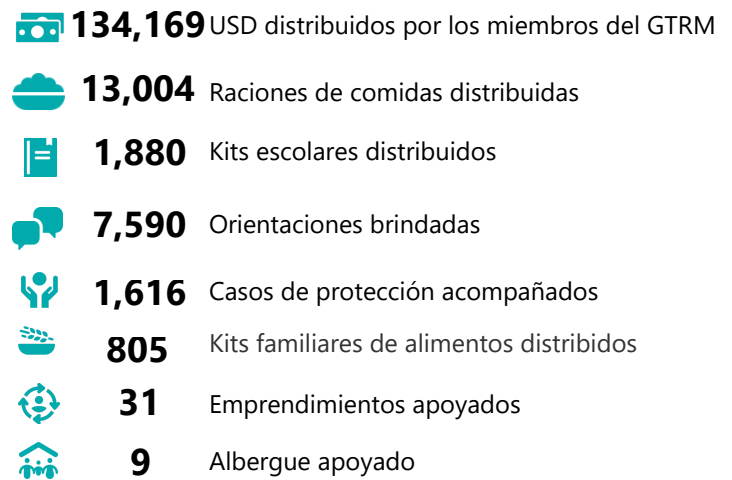 134,169 USD distribuidos por los miembros del GTRM
13,004 Raciones de comidas distribuidas
1,880 Kits escolares distribuidos
7,590 Orientaciones brindadas
1,616 Casos de protección acompañados
805 Kits familiares de alimentos distribidos
31 Emprendimientos apoyados
9 Albergue apoyado